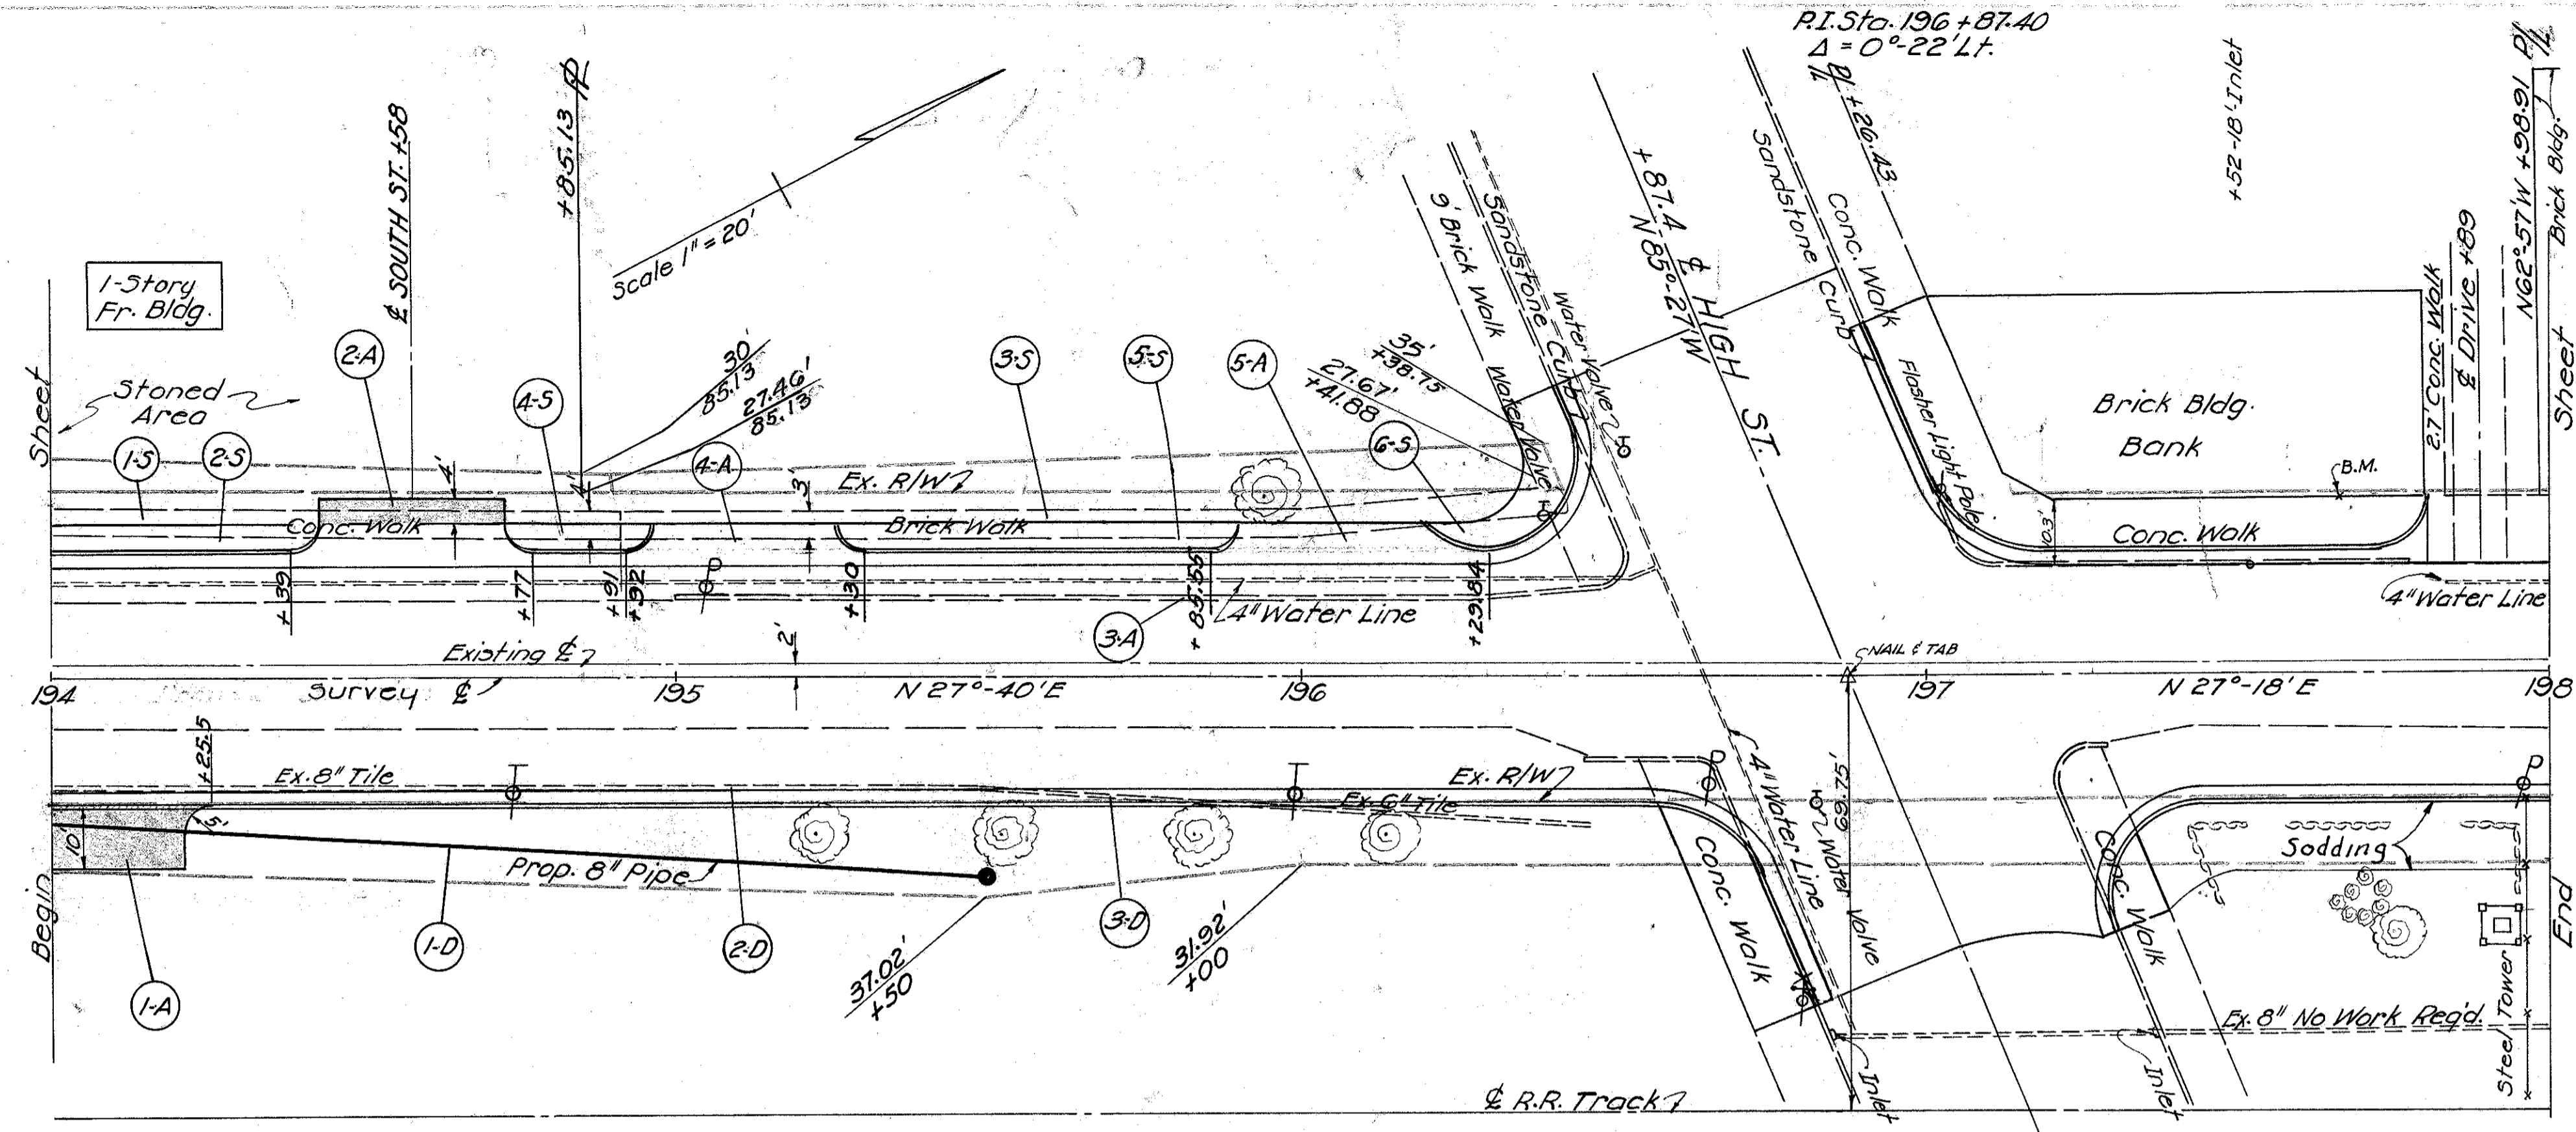 P.I. Sta. 196+87.40
Δ = 0°-22' Lt.
℄ SOUTH ST. +58
+85.13 ⅊
Scale 1" = 20'
1-Story
Fr. Bldg.
Sheet
Stoned
Area
1-S
2-S
2-A
4-S
30'
85.13
27.46'
85.13
4-A
3-S
5-S
5-A
35'
+38.75
27.67'
+41.88
6-S
9' Brick Walk
Sandstone Curb
Water Valve
Water Valve
+87.4 ℄ HIGH ST.
N 85°-27' W
Sandstone Curb
Conc. Walk
⅊ +26.43
+52-18' Inlet
N62°-57' W +98.91 ⅊
Brick Bldg.
2.7' Conc. Walk
℄ Drive +89
Sheet
Flasher Light Pole
Brick Bldg.
Bank
B.M.
4'
4'
3'
Ex. R/W
Conc. Walk
Brick Walk
10.3'
Conc. Walk
+39
+77
+91
+92
+30
+85.55
+29.84
3-A
4" Water Line
4" Water Line
Existing ℄
2'
NAIL & TAB
194
Survey ℄
195
N 27°-40' E
196
197
N 27°-18' E
198
+25.5
Ex. 8" Tile
5'
10'
Ex. R/W
Ex. 6" Tile
4" Water Line
69.75'
Water Valve
Prop. 8" Pipe
Begin
1-A
1-D
2-D
3-D
37.02'
+50
31.92'
+00
Conc. Walk
Conc. Walk
Sodding
Steel Tower
End
Ex. 8" No Work Req'd.
Inlet
Inlet
℄ R.R. Track